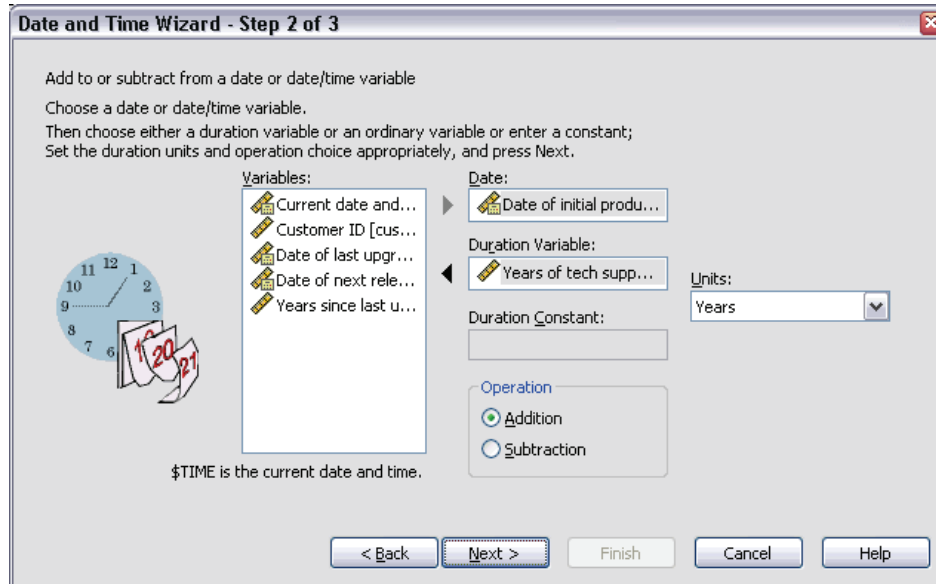 Date and Time Wizard - Step 2 of 3
Add to or subtract from a date or date/time variable
Choose a date or date/time variable.
Then choose either a duration variable or an ordinary variable or enter a constant;
Set the duration units and operation choice appropriately, and press Next.
Variables:
Current date and...
Customer ID [cus...
Date of last upgr...
Date of next rele...
Years since last u...
Date:
Date of initial produ...
Duration Variable:
Years of tech supp...
Duration Constant:
Units:
Years
Operation
Addition
Subtraction
11 12 1
10 2
9 3
8
7 6
19 20 21
$TIME is the current date and time.
< Back
Next >
Finish
Cancel
Help